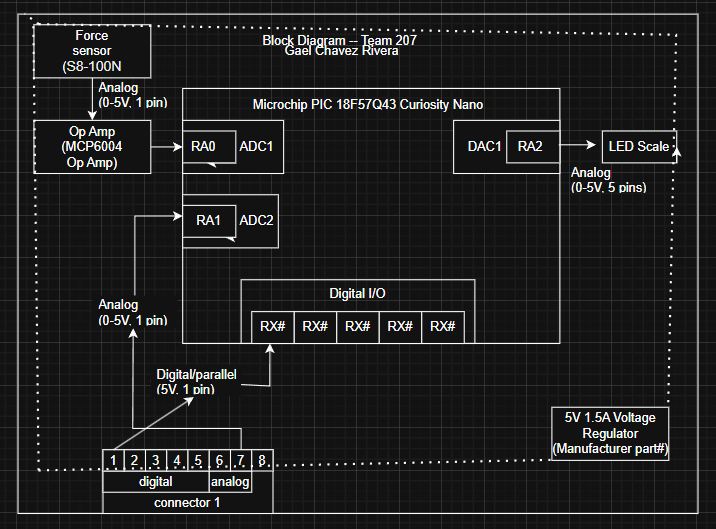 Block Diagram -- Team 207
Gael Chavez Rivera
Force
sensor
(S8-100N
Analog
(0-5V, 1 pin)
Op Amp
(MCP6004
Op Amp)
Microchip PIC 18F57Q43 Curiosity Nano
RA0 ADC1
DAC1 RA2
LED Scale
Analog
(0-5V, 5 pins)
RA1 ADC2
Analog
(0-5V, 1 pin)
Digital I/O
RX# RX# RX# RX# RX#
Digital/parallel
(5V, 1 pin)
5V 1.5A Voltage
Regulator
(Manufacturer part#)
1 2 3 4 5 6 7 8
digital analog
connector 1